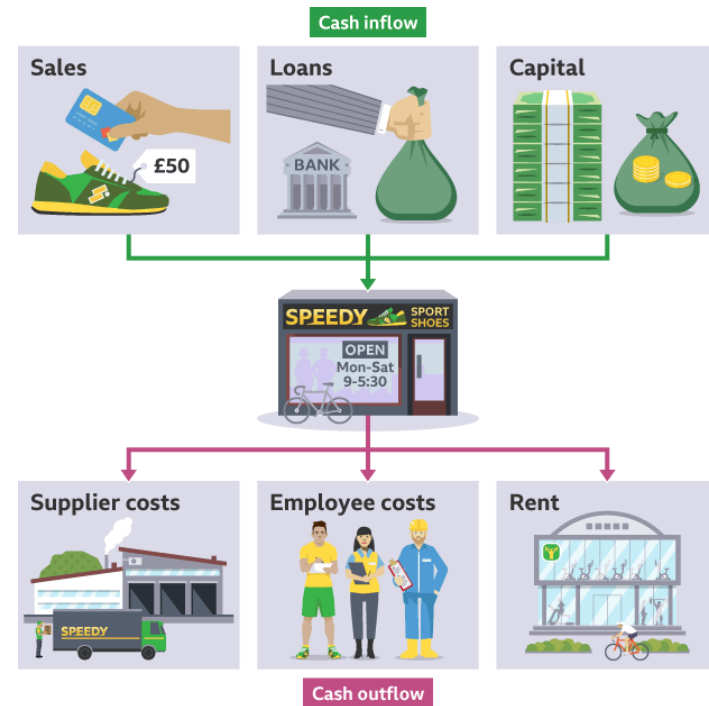 Cash inflow
Sales
Loans
Capital
£50
BANK
SPEEDY
SPORT
SHOES
OPEN
Mon-Sat
9-5:30
Supplier costs
Employee costs
Rent
SPEEDY
Cash outflow